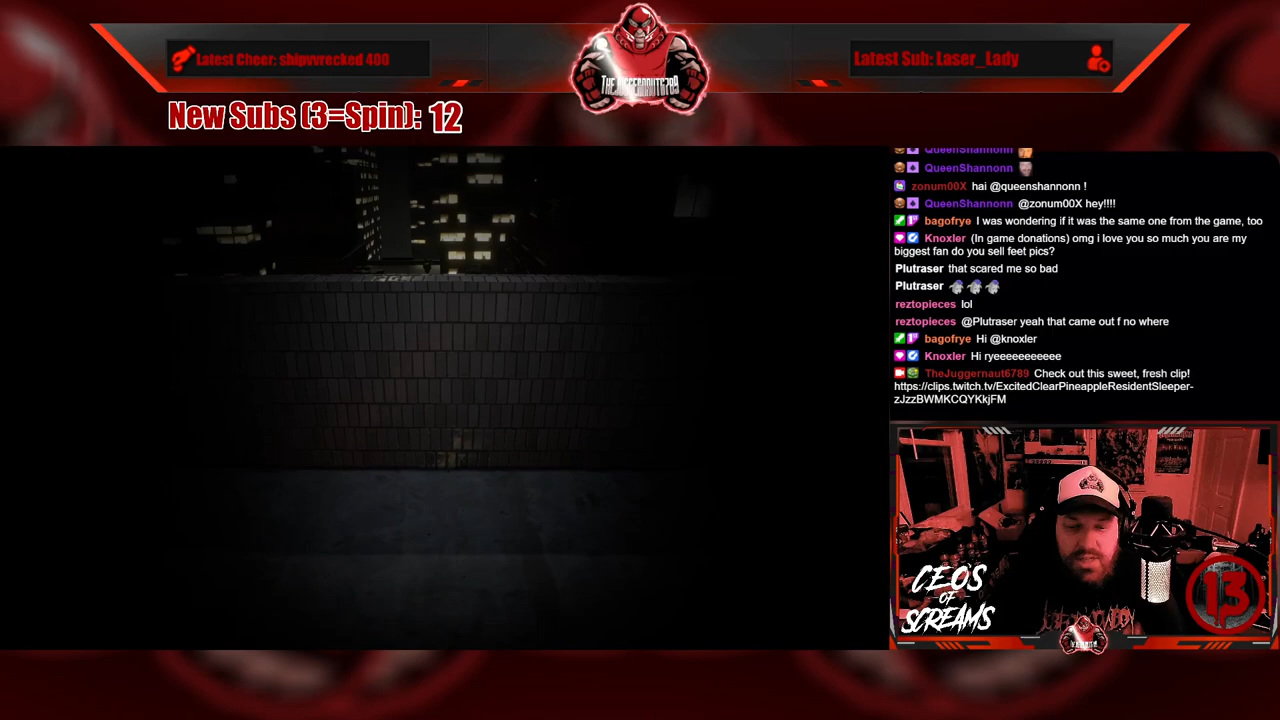 Latest Cheer: shipvvrecked 400
THEJUGGERNAUT6789
Latest Sub: Laser_Lady
New Subs (3=Spin): 12
QueenShannonn
QueenShannonn
zonum00X hai @queenshannonn !
QueenShannonn @zonum00X hey!!!!
bagofrye I was wondering if it was the same one from the game, too
Knoxler (In game donations) omg i love you so much you are my
biggest fan do you sell feet pics?
Plutraser that scared me so bad
Plutraser
reztopieces lol
reztopieces @Plutraser yeah that came out f no where
bagofrye Hi @knoxler
Knoxler Hi ryeeeeeeeeeee
TheJuggernaut6789 Check out this sweet, fresh clip!
https://clips.twitch.tv/ExcitedClearPineappleResidentSleeper-
zJzzBWMKCQYKkjFM
CEOS
OF
SCREAMS
13